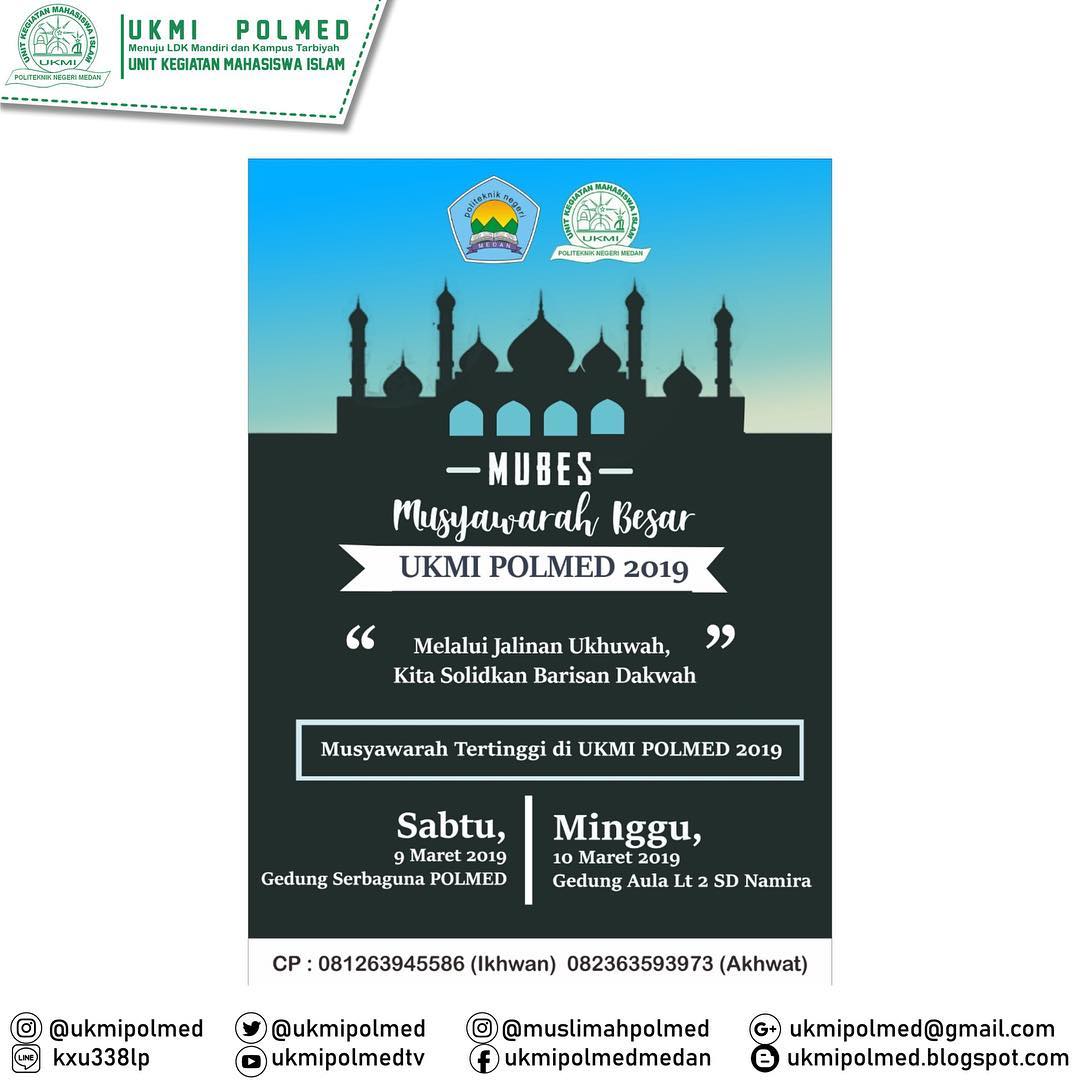 UNIT KEGIATAN MAHASISWA ISLAM
UKMI
POLITEKNIK NEGERI MEDAN
UKMI POLMED
Menuju LDK Mandiri dan Kampus Tarbiyah
UNIT KEGIATAN MAHASISWA ISLAM
politeknik negeri
MEDAN
UNIT KEGIATAN MAHASISWA ISLAM
UKMI
POLITEKNIK NEGERI MEDAN
—MUBES—
Musyawarah Besar
UKMI POLMED 2019
“ Melalui Jalinan Ukhuwah, ”
Kita Solidkan Barisan Dakwah
Musyawarah Tertinggi di UKMI POLMED 2019
Sabtu,
9 Maret 2019
Gedung Serbaguna POLMED
Minggu,
10 Maret 2019
Gedung Aula Lt 2 SD Namira
CP : 081263945586 (Ikhwan) 082363593973 (Akhwat)
@ukmipolmed @ukmipolmed @muslimahpolmed G+ ukmipolmed@gmail.com
LINE kxu338lp ukmipolmedtv ukmipolmedmedan ukmipolmed.blogspot.com